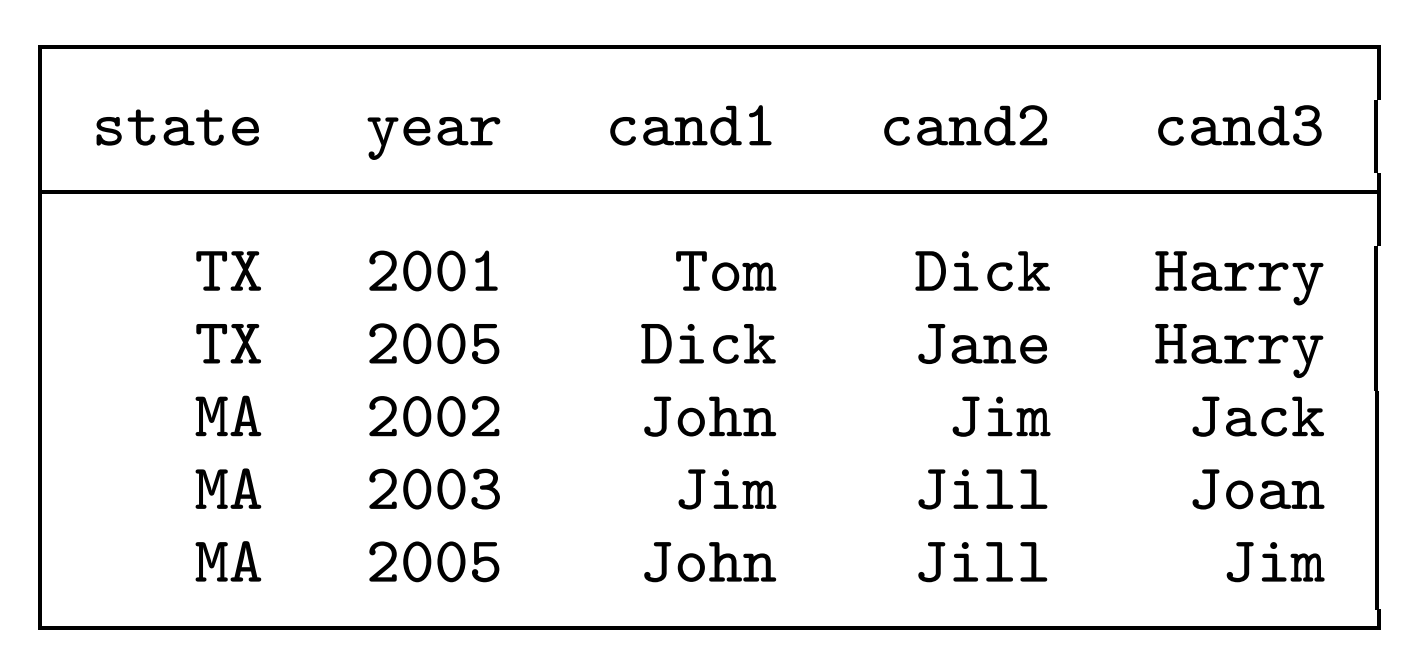 state year cand1 cand2 cand3
TX 2001 Tom Dick Harry
TX 2005 Dick Jane Harry
MA 2002 John Jim Jack
MA 2003 Jim Jill Joan
MA 2005 John Jill Jim